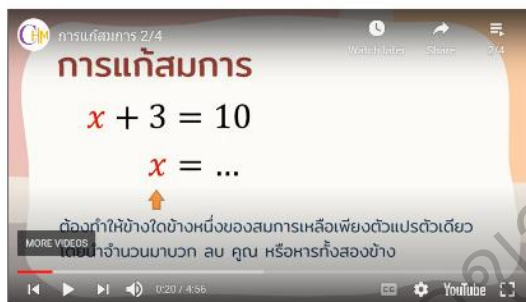 CHM
การแก้สมการ 2/4
Watch later
Share
2/4
การแก้สมการ
x + 3 = 10
x = ...
ต้องทำให้ข้างใดข้างหนึ่งของสมการเหลือเพียงตัวแปรตัวเดียว
MORE VIDEOS
โดยนำจำนวนมาบวก ลบ คูณ หรือหารทั้งสองข้าง
0:20 / 4:56
CC
YouTube